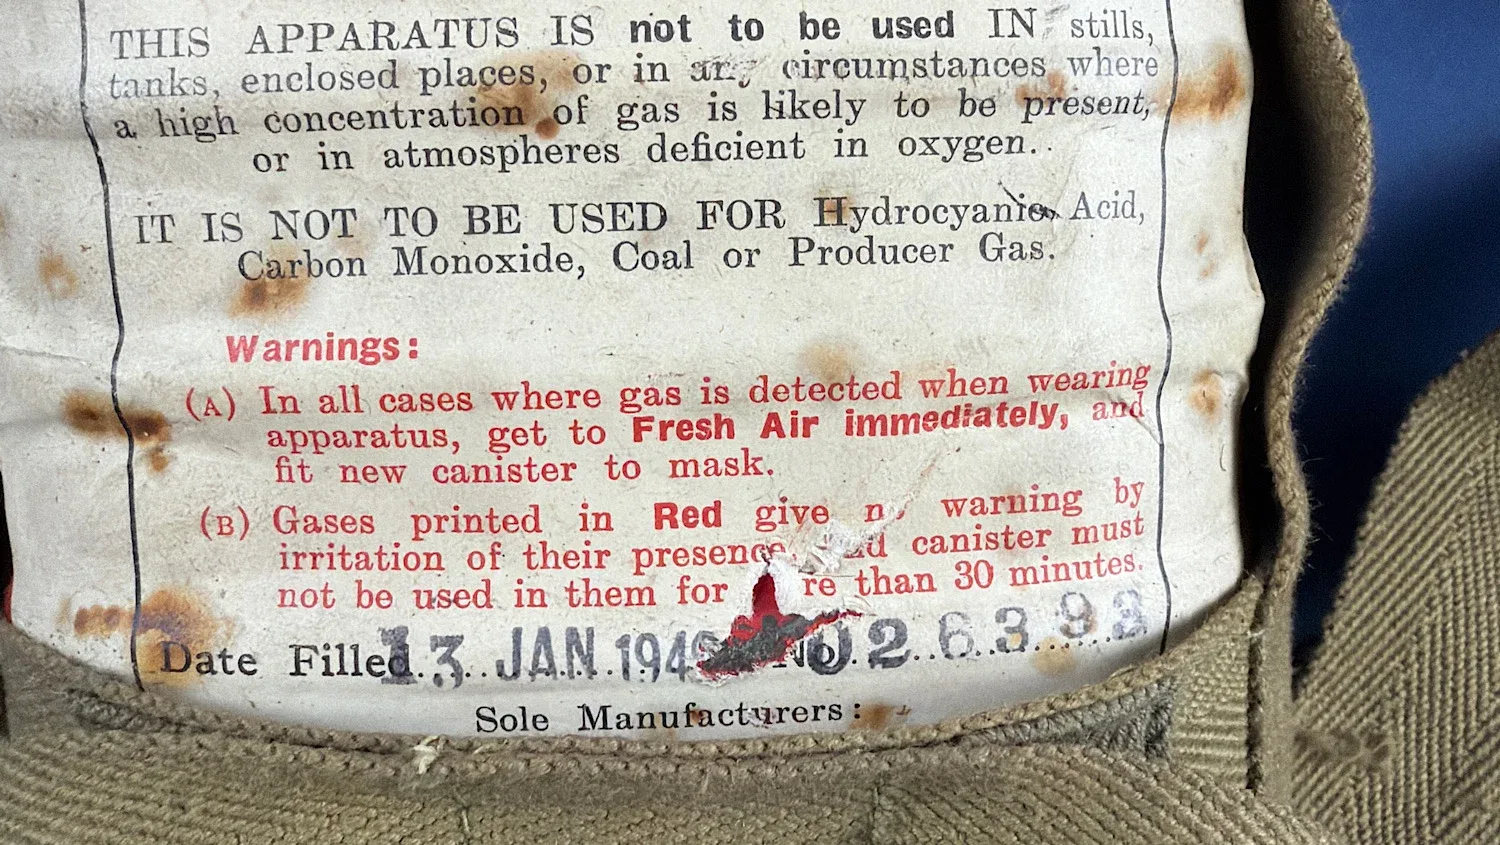 THIS APPARATUS IS not to be used IN stills,
tanks, enclosed places, or in circumstances where
a high concentration of gas is likely to be present,
or in atmospheres deficient in oxygen..
IT IS NOT TO BE USED FOR Hydrocyanic Acid,
Carbon Monoxide, Coal or Producer Gas.
Warnings:
(A) In all cases where gas is detected when wearing
apparatus, get to Fresh Air immediately, and
fit new canister to mask.
(B) Gases printed in Red give warning by
irritation of their presence, canister must
not be used in them for than 30 minutes.
Date Filled 13 JAN No. 26393
Sole Manufacturers: